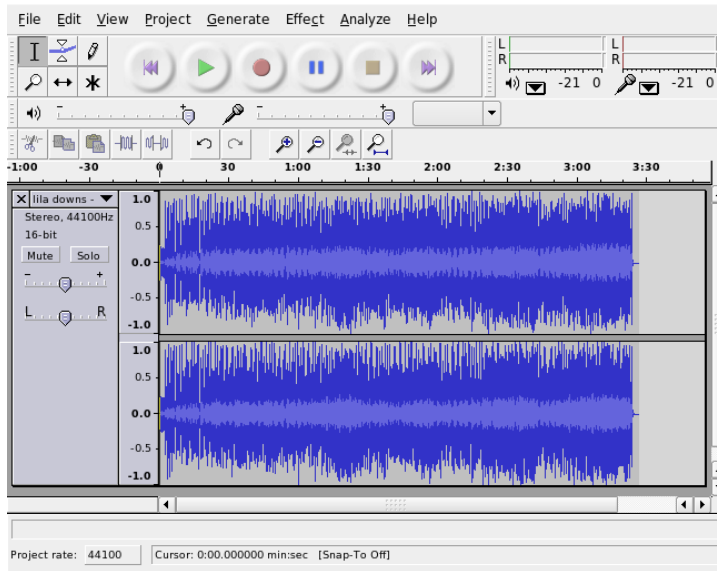 File Edit View Project Generate Effect Analyze Help
L
R
-21 0
L
R
-21 0
- +
- +
-1:00 -30 0 30 1:00 1:30 2:00 2:30 3:00 3:30
X lila downs -
Stereo, 44100Hz
16-bit
Mute Solo
- +
L R
1.0
0.5
0.0
-0.5
-1.0
1.0
0.5
0.0
-0.5
-1.0
Project rate: 44100 Cursor: 0:00.000000 min:sec [Snap-To Off]